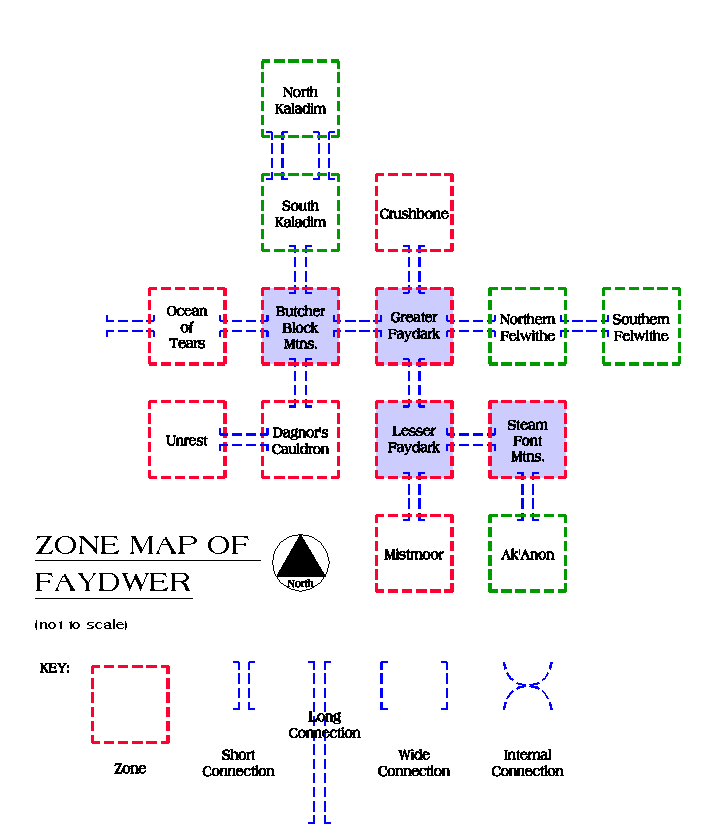 North
Kaladim
South
Kaladim
Crushbone
Ocean
of
Tears
Butcher
Block
Mtns.
Greater
Faydark
Northern
Felwithe
Southern
Felwithe
Unrest
Dagnor's
Cauldron
Lesser
Faydark
Steam
Font
Mtns.
Mistmoor
Ak'Anon
ZONE MAP OF
FAYDWER
(not to scale)
North
KEY:
Zone
Short
Connection
Long
Connection
Wide
Connection
Internal
Connection